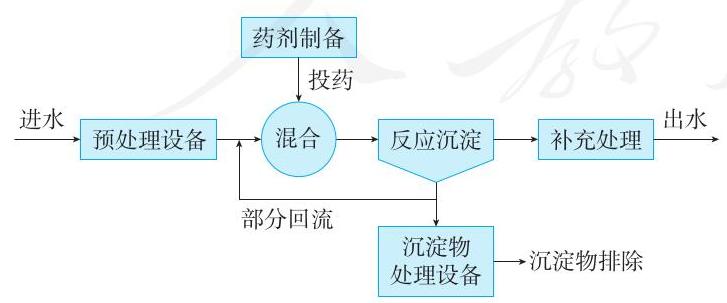 药剂制备
投药
进水
预处理设备
混合
反应沉淀
补充处理
出水
部分回流
沉淀物
处理设备
沉淀物排除